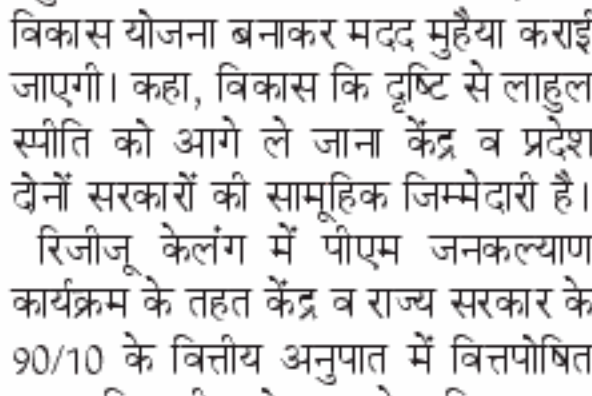 विकास योजना बनाकर मदद मुहैया कराई
जाएगी। कहा, विकास कि दृष्टि से लाहुल
स्पीति को आगे ले जाना केंद्र व प्रदेश
दोनों सरकारों की सामूहिक जिम्मेदारी है।
रिजीजू केलंग में पीएम जनकल्याण
कार्यक्रम के तहत केंद्र व राज्य सरकार के
90/10 के वित्तीय अनुपात में वित्तपोषित